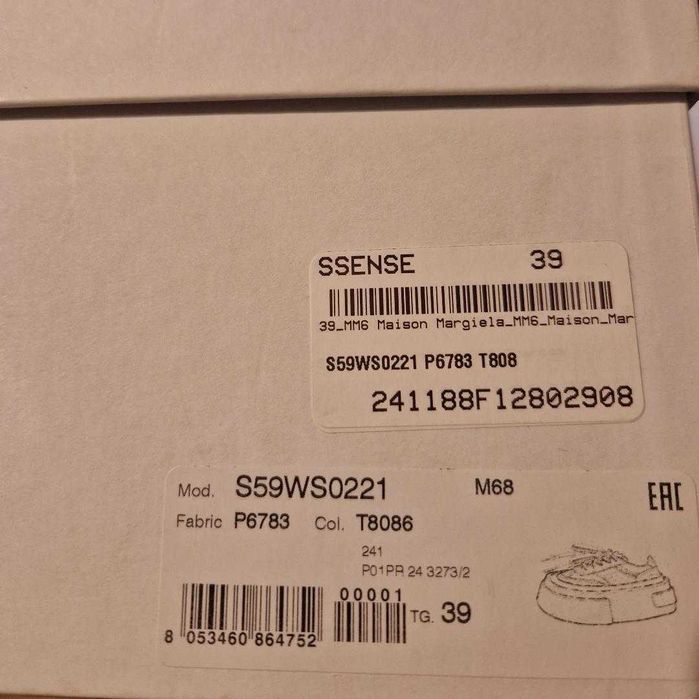 SSENSE 39
39_MM6 Maison Margiela_MM6_Maison_Mar
S59WS0221 P6783 T808
241188F12802908
Mod. S59WS0221 M68
EAC
Fabric P6783 Col. T8086
241
P01PR 24 3273/2
00001
8 053460 864752 TG. 39